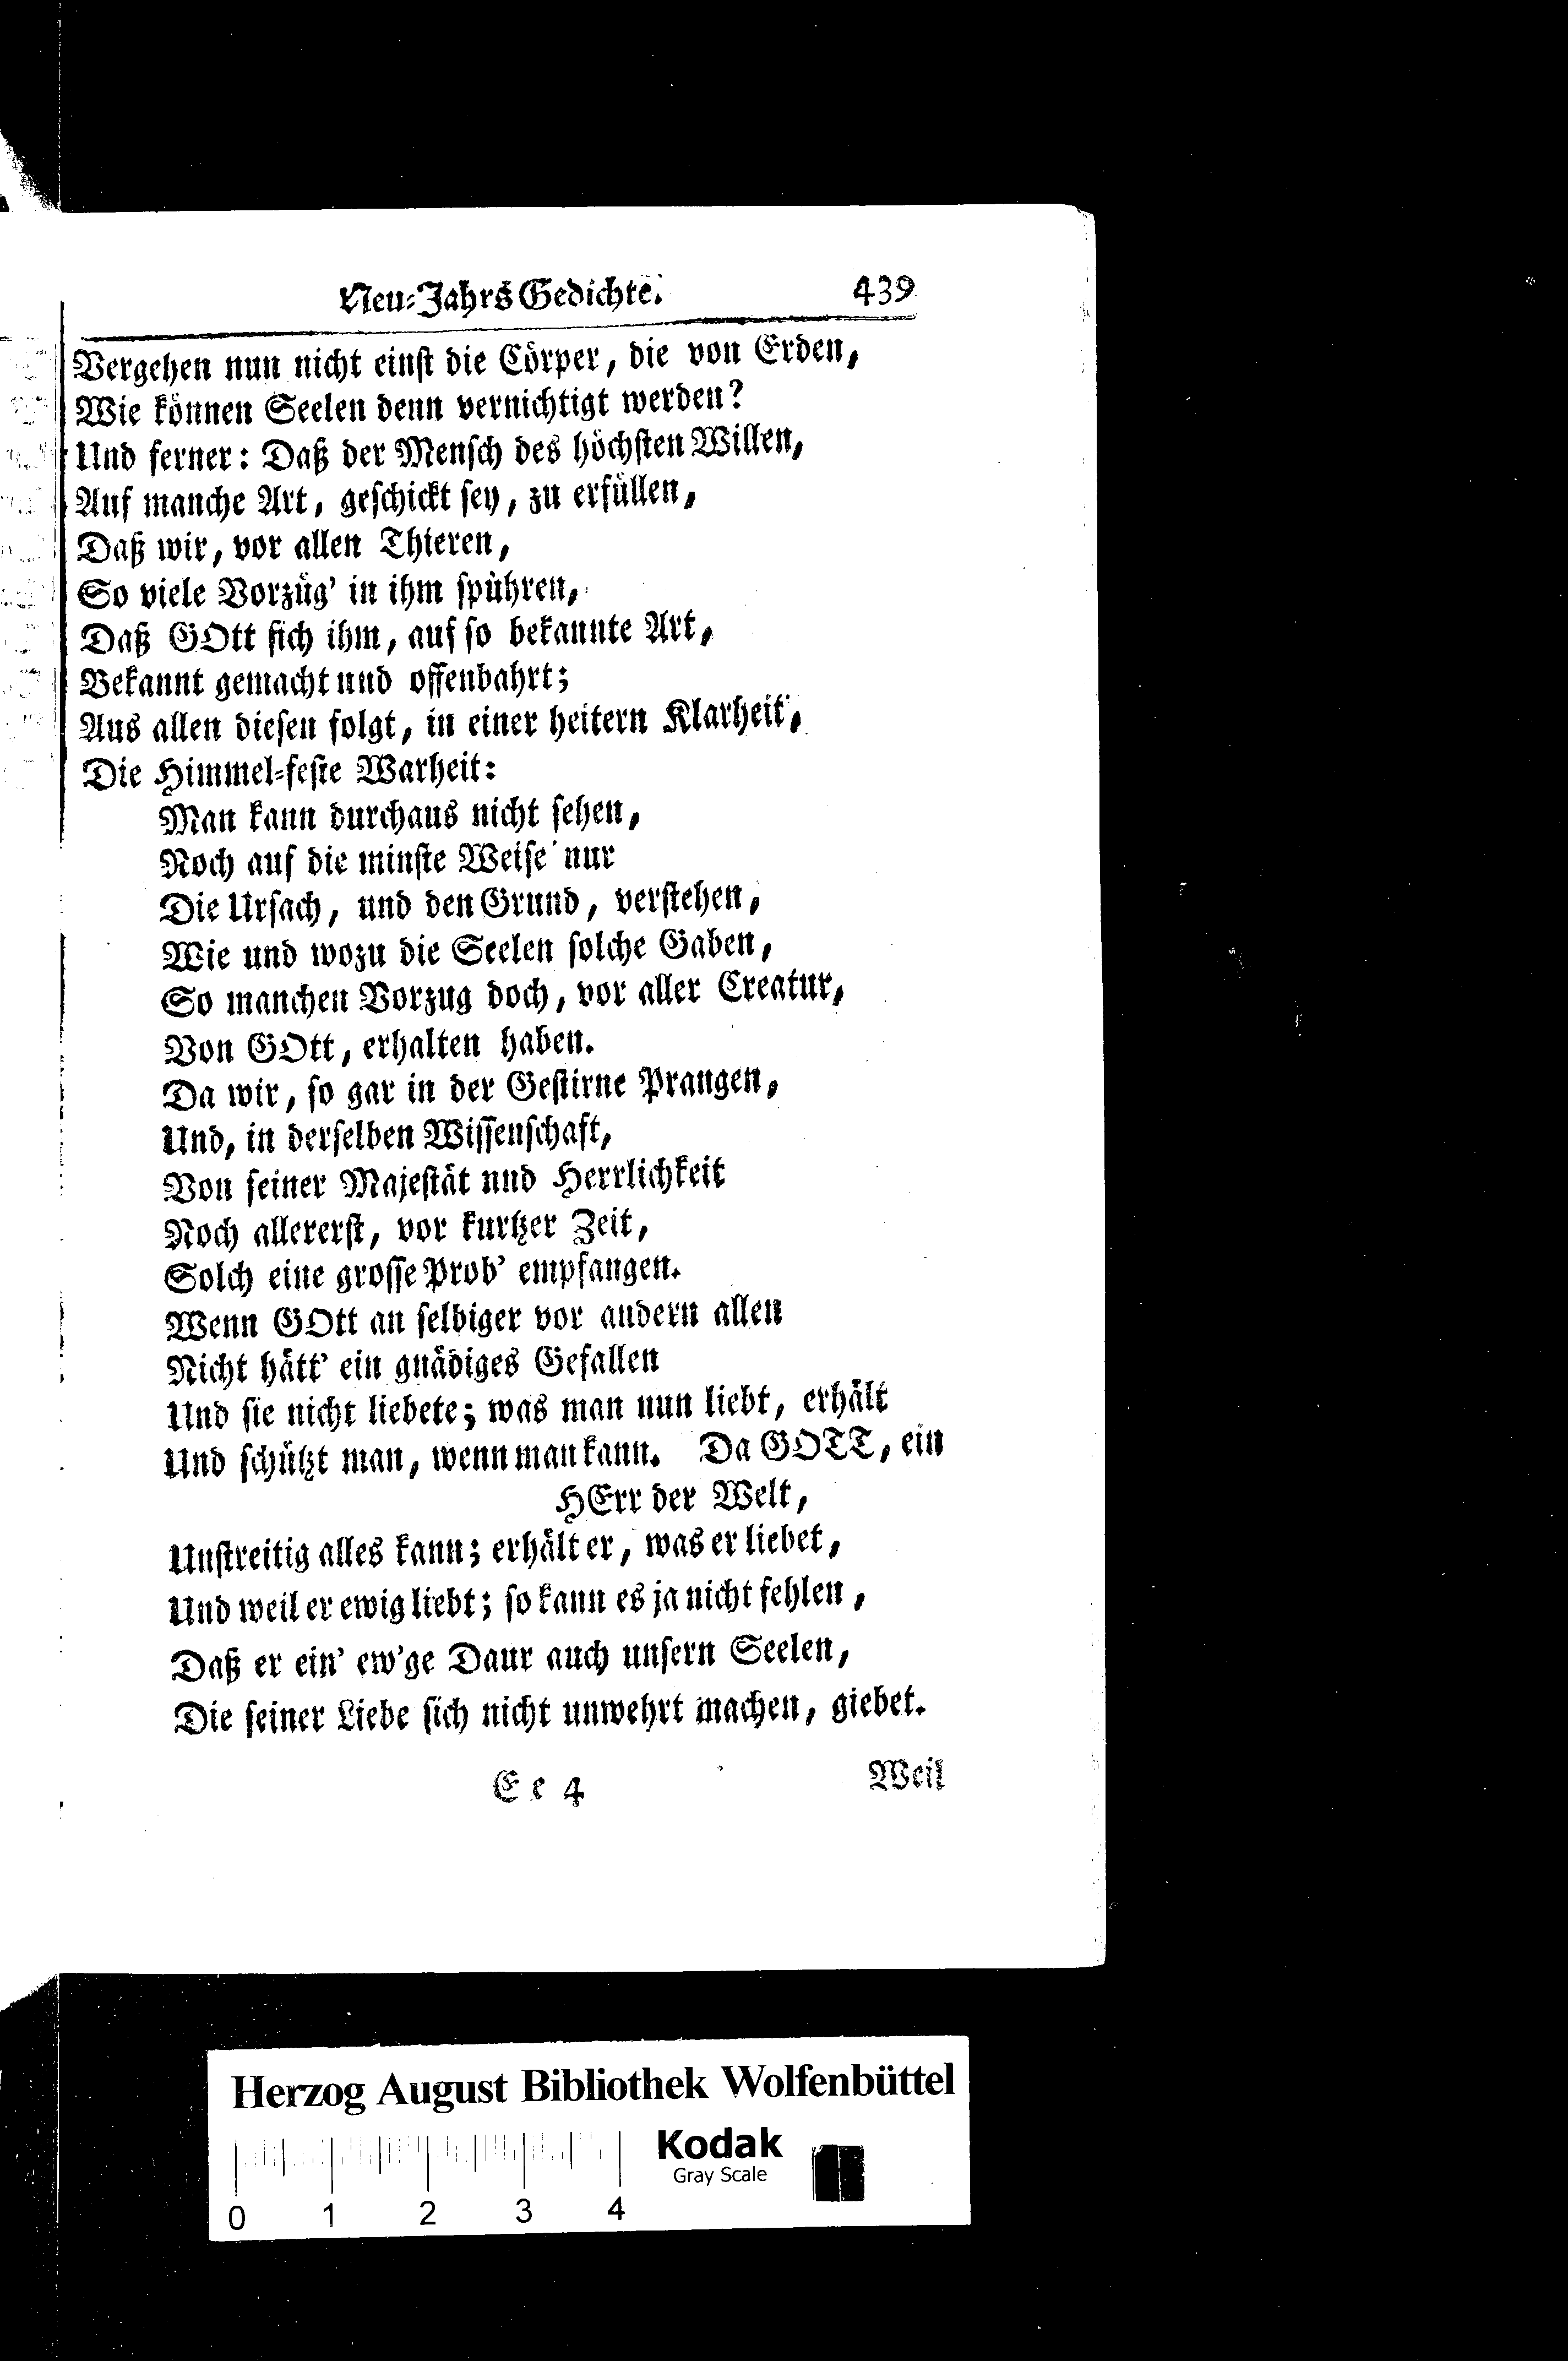 Neu-Jahrs Gedichte. 439
Vergehen nun nicht einst die Cörper, die von Erden,
Wie können Seelen denn vernichtigt werden?
Und ferner: Daß der Mensch des höchsten Willen,
Auf manche Art, geschickt sey, zu erfüllen,
Daß wir, vor allen Thieren,
So viele Vorzüg' in ihm spühren,
Daß GOtt sich ihm, auf so bekannte Art,
Bekannt gemacht und offenbahrt;
Aus allen diesen folgt, in einer heitern Klarheit,
Die Himmel-feste Warheit:
Man kann durchaus nicht sehen,
Noch auf die minste Weise nur
Die Ursach, und den Grund, verstehen,
Wie und wozu die Seelen solche Gaben,
So manchen Vorzug doch, vor aller Creatur,
Von GOtt, erhalten haben.
Da wir, so gar in der Gestirne Prangen,
Und, in derselben Wissenschaft,
Von seiner Majestät und Herrlichkeit
Noch allererst, vor kurtzer Zeit,
Solch eine grosse Prob' empfangen.
Wenn GOtt an selbiger vor andern allen
Nicht hätt' ein gnädiges Gefallen
Und sie nicht liebete; was man nun liebt, erhält
Und schützt man, wenn man kann. Da GOTT, ein
HErr der Welt,
Unstreitig alles kann; erhält er, was er liebet,
Und weil er ewig liebt; so kann es ja nicht fehlen,
Daß er ein' ew'ge Daur auch unsern Seelen,
Die seiner Liebe sich nicht unwehrt machen, giebet.
Ee 4 Weil
Herzog August Bibliothek Wolfenbüttel
Kodak
Gray Scale
0 1 2 3 4